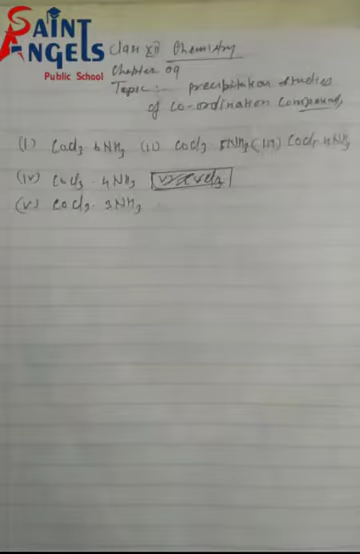 SAINT
ANGELS
Public School
Class XII Chemistry
Chapter 09
Topic:- precipitation studies
of co-ordination compounds
(i) CoCl3 6NH3 (ii) CoCl3 5NH3 (iii) CoCl3 4NH3
(iv) CoCl3. 4NH3
(v) CoCl3. 3NH3